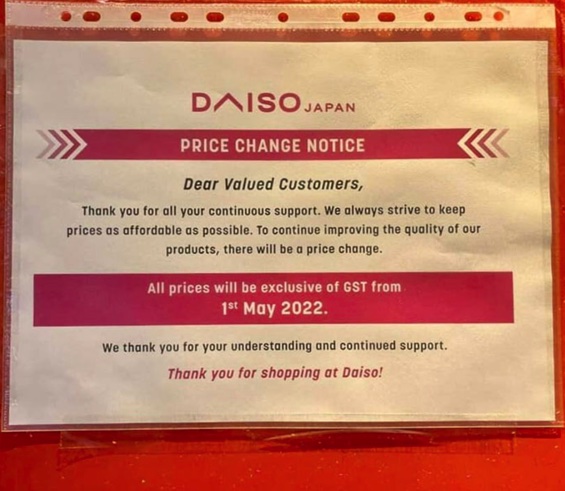 DAISO JAPAN
PRICE CHANGE NOTICE
Dear Valued Customers,
Thank you for all your continuous support. We always strive to keep
prices as affordable as possible. To continue improving the quality of our
products, there will be a price change.
All prices will be exclusive of GST from
1st May 2022.
We thank you for your understanding and continued support.
Thank you for shopping at Daiso!